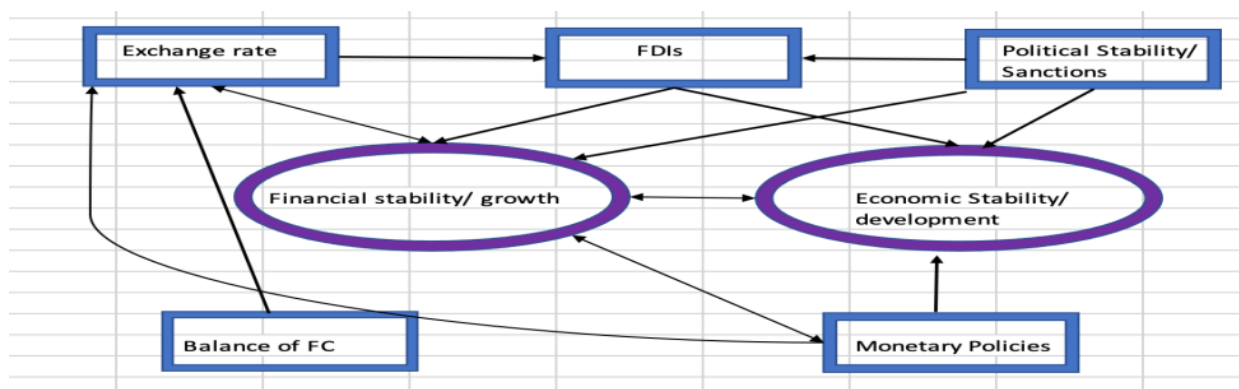 Exchange rate
FDIs
Political Stability/
Sanctions
Financial stability/ growth
Economic Stability/
development
Balance of FC
Monetary Policies